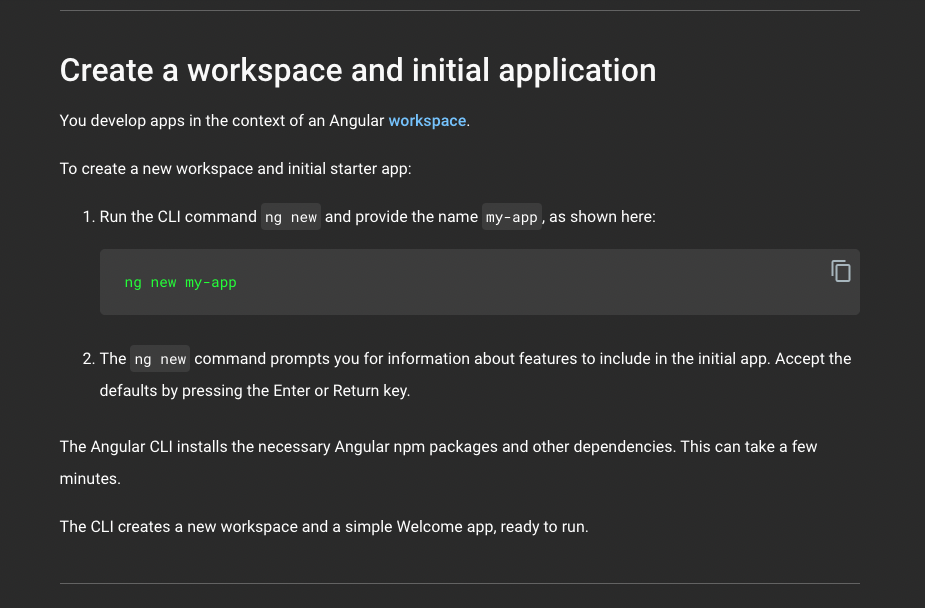 Create a workspace and initial application
You develop apps in the context of an Angular workspace.
To create a new workspace and initial starter app:
1. Run the CLI command ng new and provide the name my-app, as shown here:
ng new my-app
2. The ng new command prompts you for information about features to include in the initial app. Accept the
defaults by pressing the Enter or Return key.
The Angular CLI installs the necessary Angular npm packages and other dependencies. This can take a few
minutes.
The CLI creates a new workspace and a simple Welcome app, ready to run.